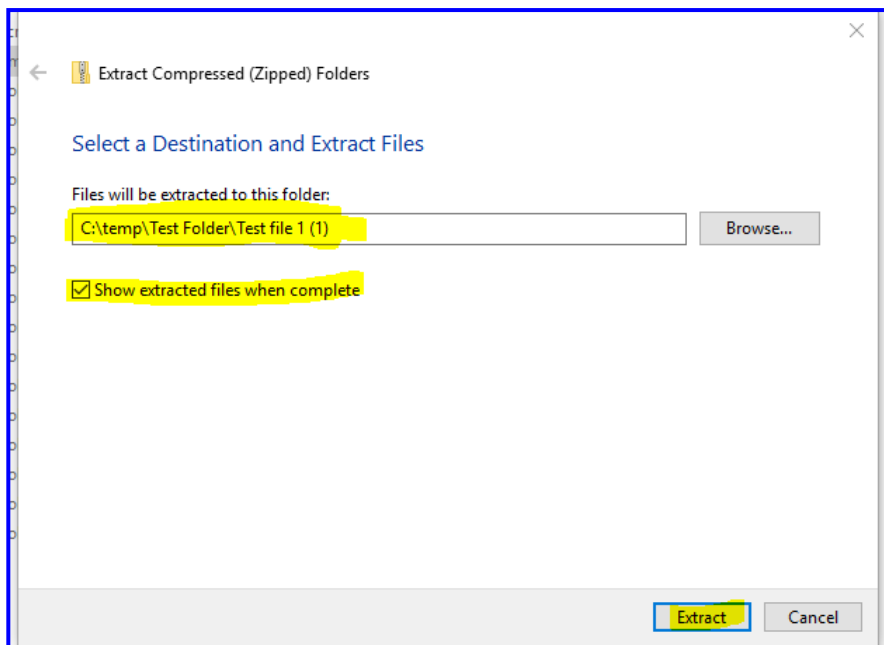 Extract Compressed (Zipped) Folders
Select a Destination and Extract Files
Files will be extracted to this folder:
C:\temp\Test Folder\Test file 1 (1)
Browse...
Show extracted files when complete
Extract
Cancel